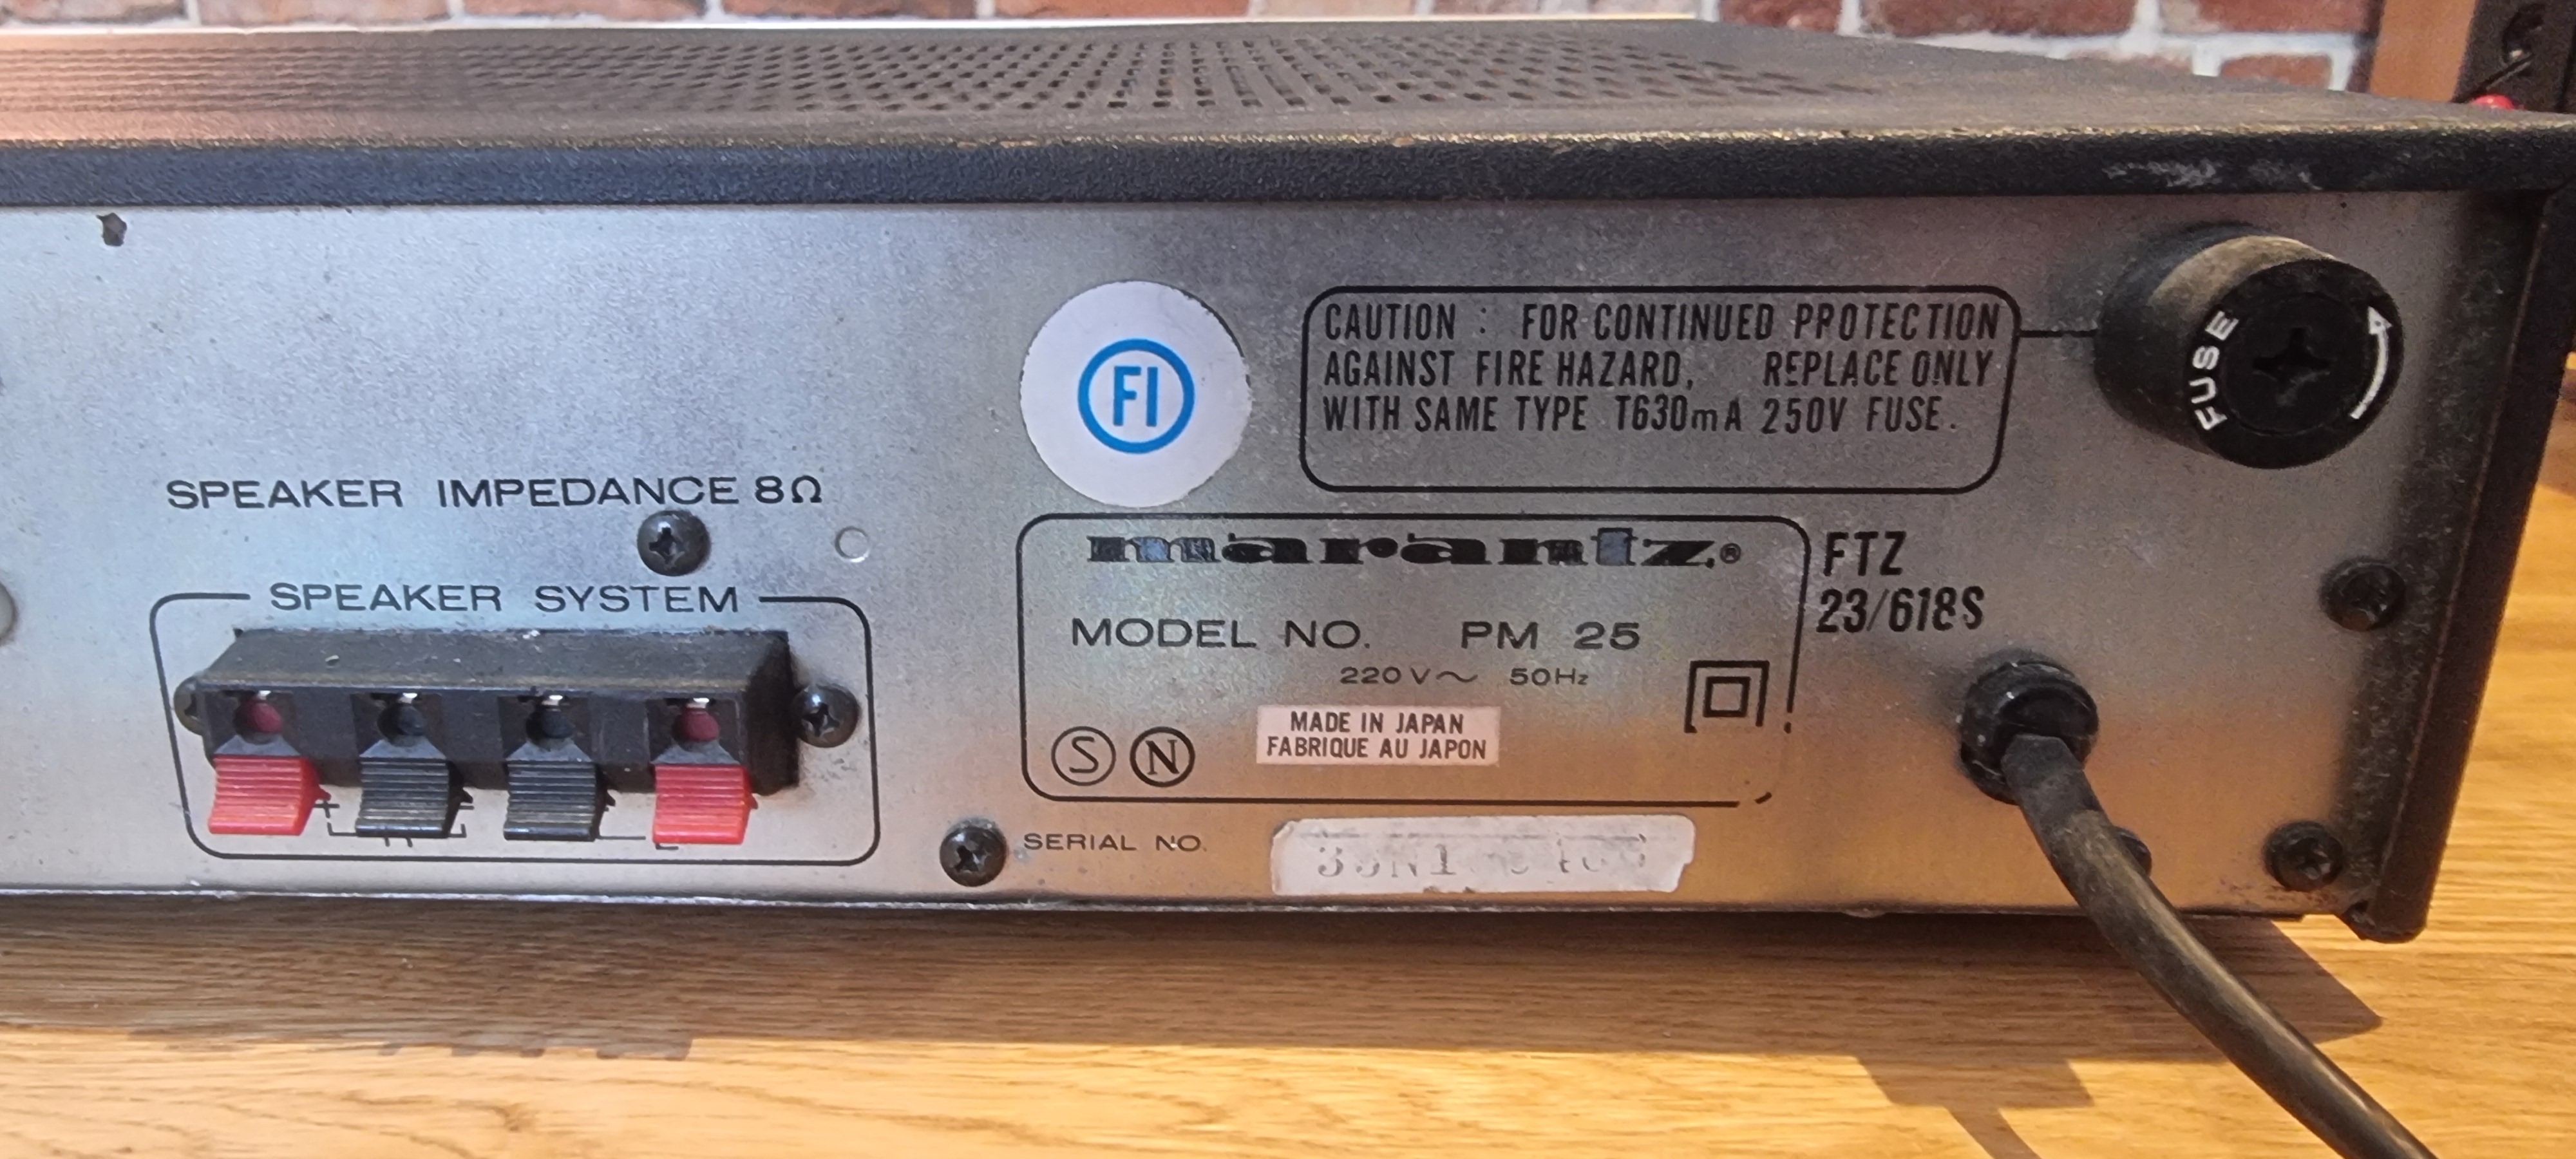 FI
CAUTION : FOR CONTINUED PROTECTION
AGAINST FIRE HAZARD, REPLACE ONLY
WITH SAME TYPE T630mA 250V FUSE.
FUSE
SPEAKER IMPEDANCE 8Ω
SPEAKER SYSTEM
marantz®
MODEL NO. PM 25
220V~ 50Hz
S N
MADE IN JAPAN
FABRIQUE AU JAPON
FTZ
23/618S
SERIAL NO.